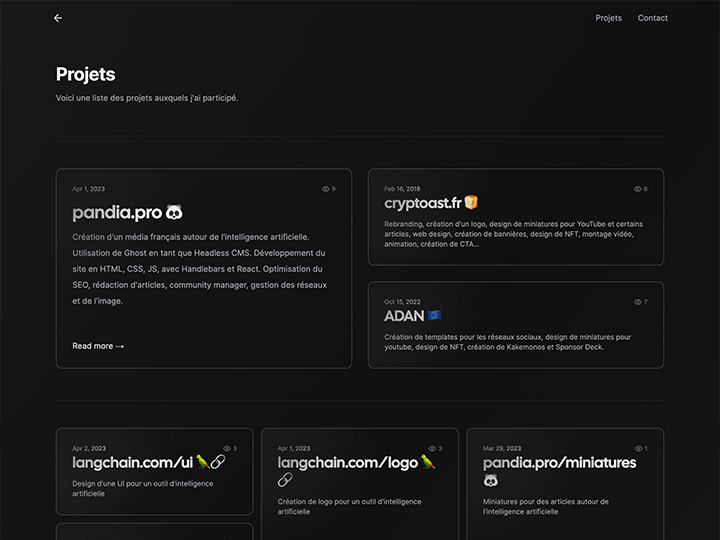 ←
Projets
Contact
Projets
Voici une liste des projets auxquels j'ai participé.
Apr 1, 2023
9
pandia.pro 🐼
Création d'un média français autour de l'intelligence artificielle.
Utilisation de Ghost en tant que Headless CMS. Développement du
site en HTML, CSS, JS, avec Handlebars et React. Optimisation du
SEO, rédaction d'articles, community manager, gestion des réseaux
et de l'image.
Read more →
Feb 16, 2018
8
cryptoast.fr 🍞
Rebranding, création d'un logo, design de miniatures pour YouTube et certains
articles, web design, création de bannières, design de NFT, montage vidéo,
animation, création de CTA...
Oct 15, 2022
7
ADAN 🇪🇺
Création de templates pour les réseaux sociaux, design de miniatures pour
youtube, design de NFT, création de Kakemonos et Sponsor Deck.
Apr 2, 2023
3
langchain.com/ui 🦜🔗
Design d'une UI pour un outil d'intelligence
artificielle
Apr 1, 2023
3
langchain.com/logo 🦜
🔗
Création de logo pour un outil d'intelligence
artificielle
Mar 29, 2023
1
pandia.pro/miniatures
🐼
Miniatures pour des articles autour de
l'intelligence artificielle